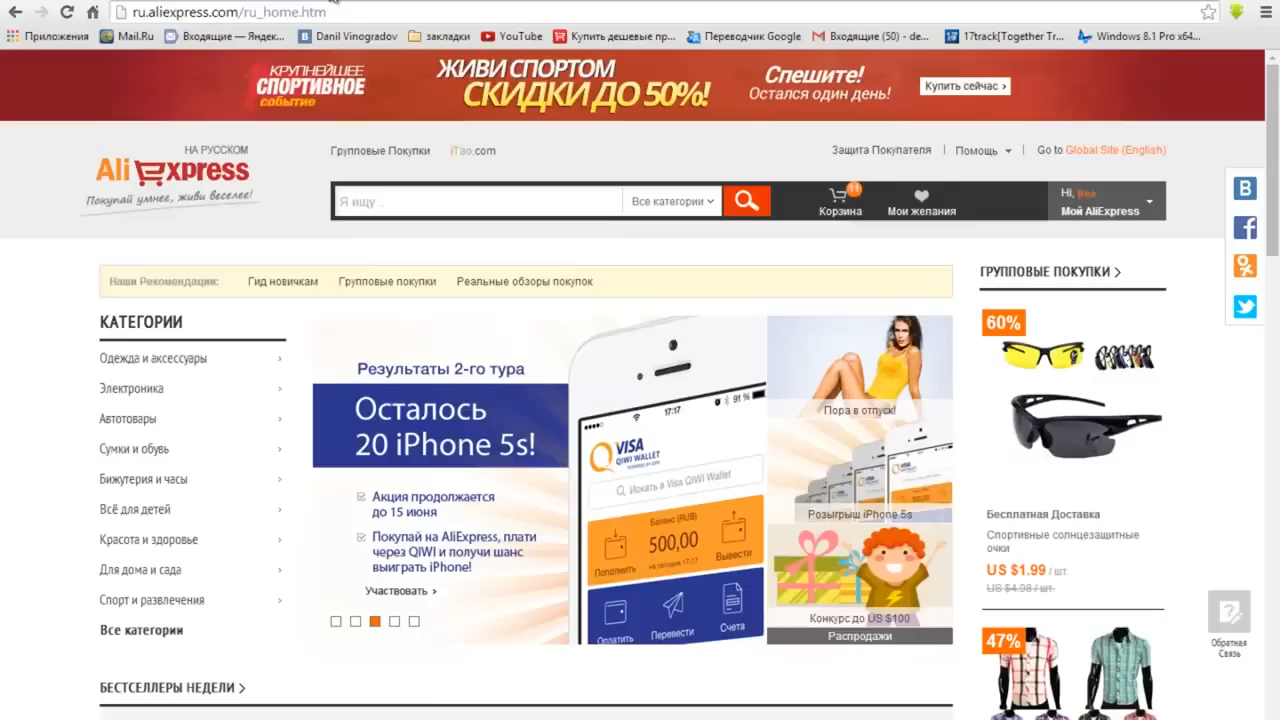 ru.aliexpress.com/ru_home.htm
Приложения
Mail.Ru
Входящие — Яндек...
Danil Vinogradov
закладки
YouTube
Купить дешевые пр...
Переводчик Google
Входящие (50) - de...
17track[Together Tr...
Windows 8.1 Pro x64...
КРУПНЕЙШЕЕ
СПОРТИВНОЕ
событие
ЖИВИ СПОРТОМ
СКИДКИ ДО 50%!
Спешите!
Остался один день!
Купить сейчас ›
НА РУССКОМ
AliExpress
Покупай умнее, живи веселее!
Групповые Покупки
iTao.com
Защита Покупателя
Помощь
Go to Global Site (English)
Я ищу ...
Все категории
11
Корзина
Мои желания
Hi,
Мой AliExpress
Наши Рекомендации:
Гид новичкам
Групповые покупки
Реальные обзоры покупок
КАТЕГОРИИ
Одежда и аксессуары
Электроника
Автотовары
Сумки и обувь
Бижутерия и часы
Всё для детей
Красота и здоровье
Для дома и сада
Спорт и развлечения
Все категории
Результаты 2-го тура
Осталось
20 iPhone 5s!
Акция продолжается
до 15 июня
Покупай на AliExpress, плати
через QIWI и получи шанс
выиграть iPhone!
Участвовать ›
17:17
91 %
VISA
QIWI WALLET
Искать в Visa QIWI Wallet
Баланс (RUB)
500,00
Пополнить
на сегодня 17:17
Вывести
Оплатить
Перевести
Счета
Пора в отпуск!
Розыгрыш iPhone 5s
Конкурс до US $100
Распродажи
ГРУППОВЫЕ ПОКУПКИ
60%
Бесплатная Доставка
Спортивные солнцезащитные
очки
US $1.99 / шт.
US $4.98 / шт.
47%
Обратная
Связь
БЕСТСЕЛЛЕРЫ НЕДЕЛИ